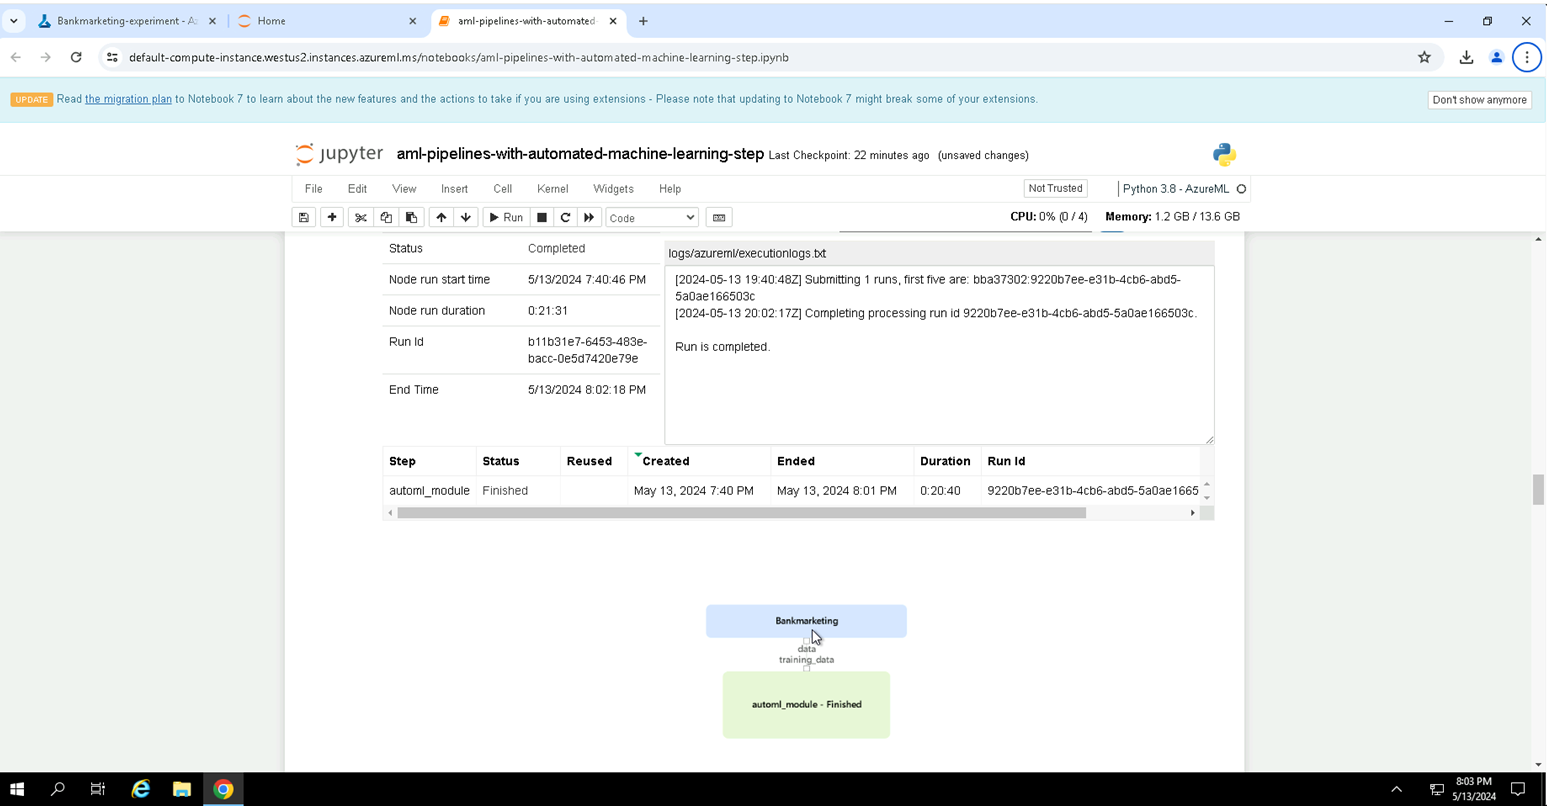 Bankmarketing-experiment - Az
Home
aml-pipelines-with-automated-
default-compute-instance.westus2.instances.azureml.ms/notebooks/aml-pipelines-with-automated-machine-learning-step.ipynb
UPDATE Read the migration plan to Notebook 7 to learn about the new features and the actions to take if you are using extensions - Please note that updating to Notebook 7 might break some of your extensions.
Don't show anymore
jupyter aml-pipelines-with-automated-machine-learning-step Last Checkpoint: 22 minutes ago (unsaved changes)
File Edit View Insert Cell Kernel Widgets Help
Not Trusted
Python 3.8 - AzureML
Run
Code
CPU: 0% (0 / 4) Memory: 1.2 GB / 13.6 GB
Status Completed
Node run start time 5/13/2024 7:40:46 PM
Node run duration 0:21:31
Run Id b11b31e7-6453-483e-
bacc-0e5d7420e79e
End Time 5/13/2024 8:02:18 PM
logs/azureml/executionlogs.txt
[2024-05-13 19:40:48Z] Submitting 1 runs, first five are: bba37302:9220b7ee-e31b-4cb6-abd5-
5a0ae166503c
[2024-05-13 20:02:17Z] Completing processing run id 9220b7ee-e31b-4cb6-abd5-5a0ae166503c.
Run is completed.
Step Status Reused Created Ended Duration Run Id
automl_module Finished May 13, 2024 7:40 PM May 13, 2024 8:01 PM 0:20:40 9220b7ee-e31b-4cb6-abd5-5a0ae1665
Bankmarketing
data
training_data
automl_module - Finished
8:03 PM
5/13/2024